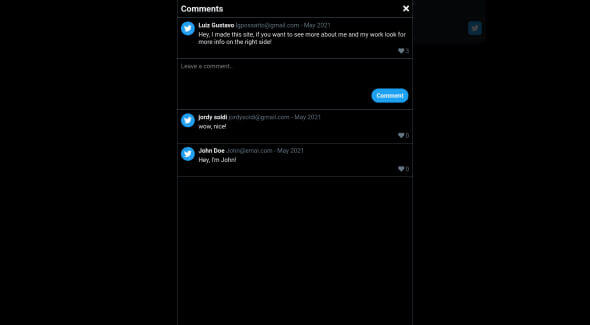 Comments
Luiz Gustavo lgpossatto@gmail.com - May 2021
Hey, I made this site, if you want to see more about me and my work look for
more info on the right side!
3
Leave a comment...
Comment
jordy soldi jordysoldi@gmail.com - May 2021
wow, nice!
0
John Doe John@emai.com - May 2021
Hey, I'm John!
0